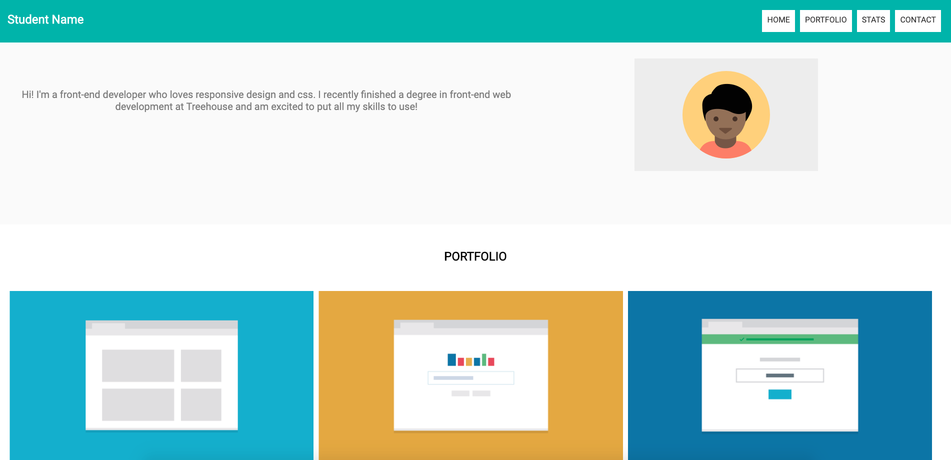 Student Name
HOME
PORTFOLIO
STATS
CONTACT
Hi! I'm a front-end developer who loves responsive design and css. I recently finished a degree in front-end web
development at Treehouse and am excited to put all my skills to use!
PORTFOLIO